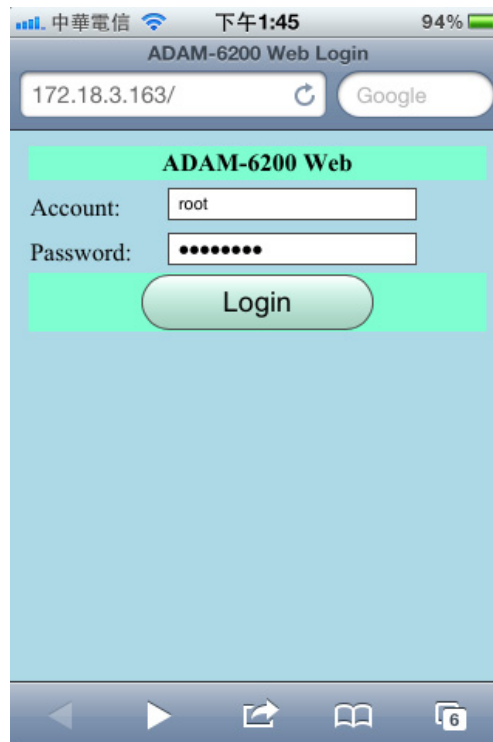 中華電信 下午1:45 94%
ADAM-6200 Web Login
172.18.3.163/ Google
ADAM-6200 Web
Account: root
Password: ••••••••
Login
6